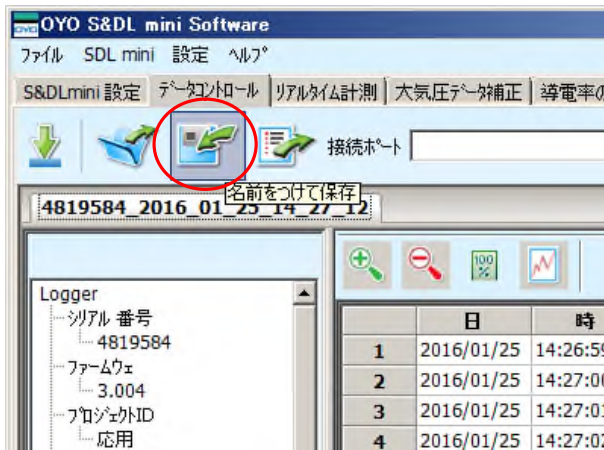 OYO S&DL mini Software
ファイル SDL mini 設定 ヘルプ
S&DLmini 設定 データコントロール リアルタイム計測 大気圧データ補正 導電率の
接続ポート
名前をつけて保存
4819584_2016_01_25_14_27_12
100
%
Logger
シリアル 番号
4819584
ファームウェ
3.004
プロジェクトID
応用
日 時
1 2016/01/25 14:26:59
2 2016/01/25 14:27:00
3 2016/01/25 14:27:01
4 2016/01/25 14:27:02